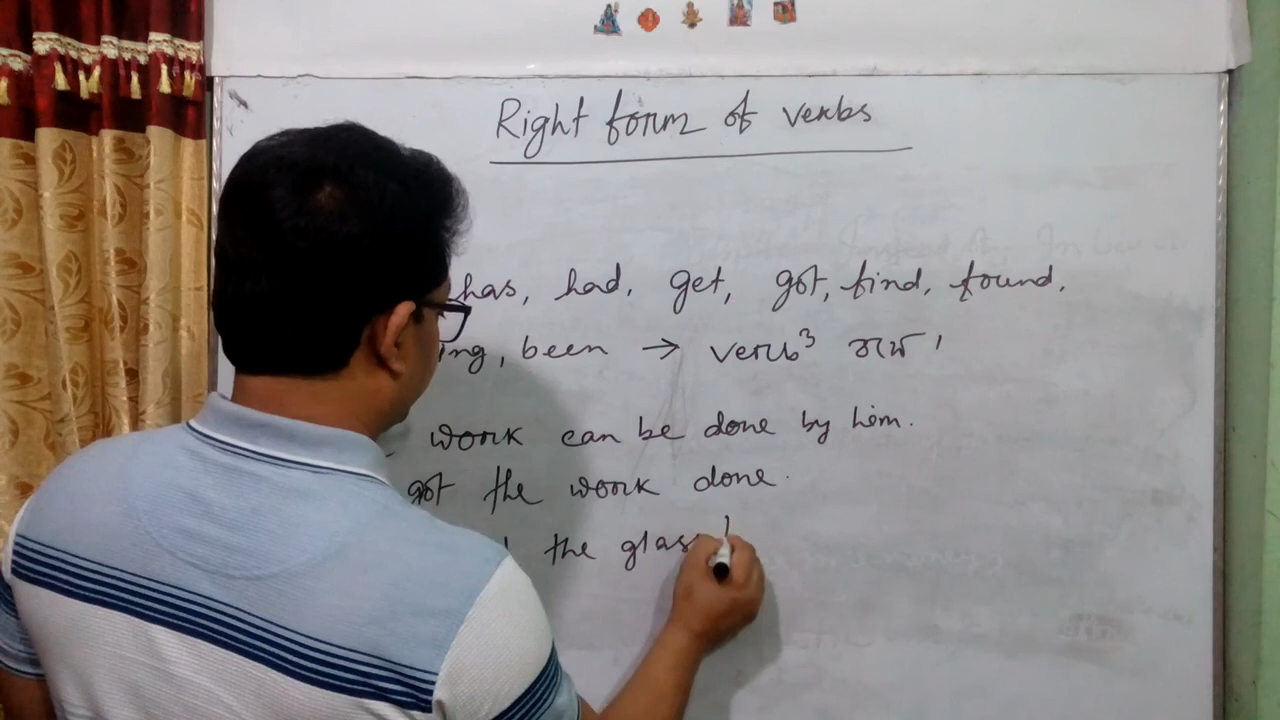 Right form of verbs
has, had, get, got, find, found,
ing, been → verb³ হয়।
work can be done by him.
got the work done.
the glass